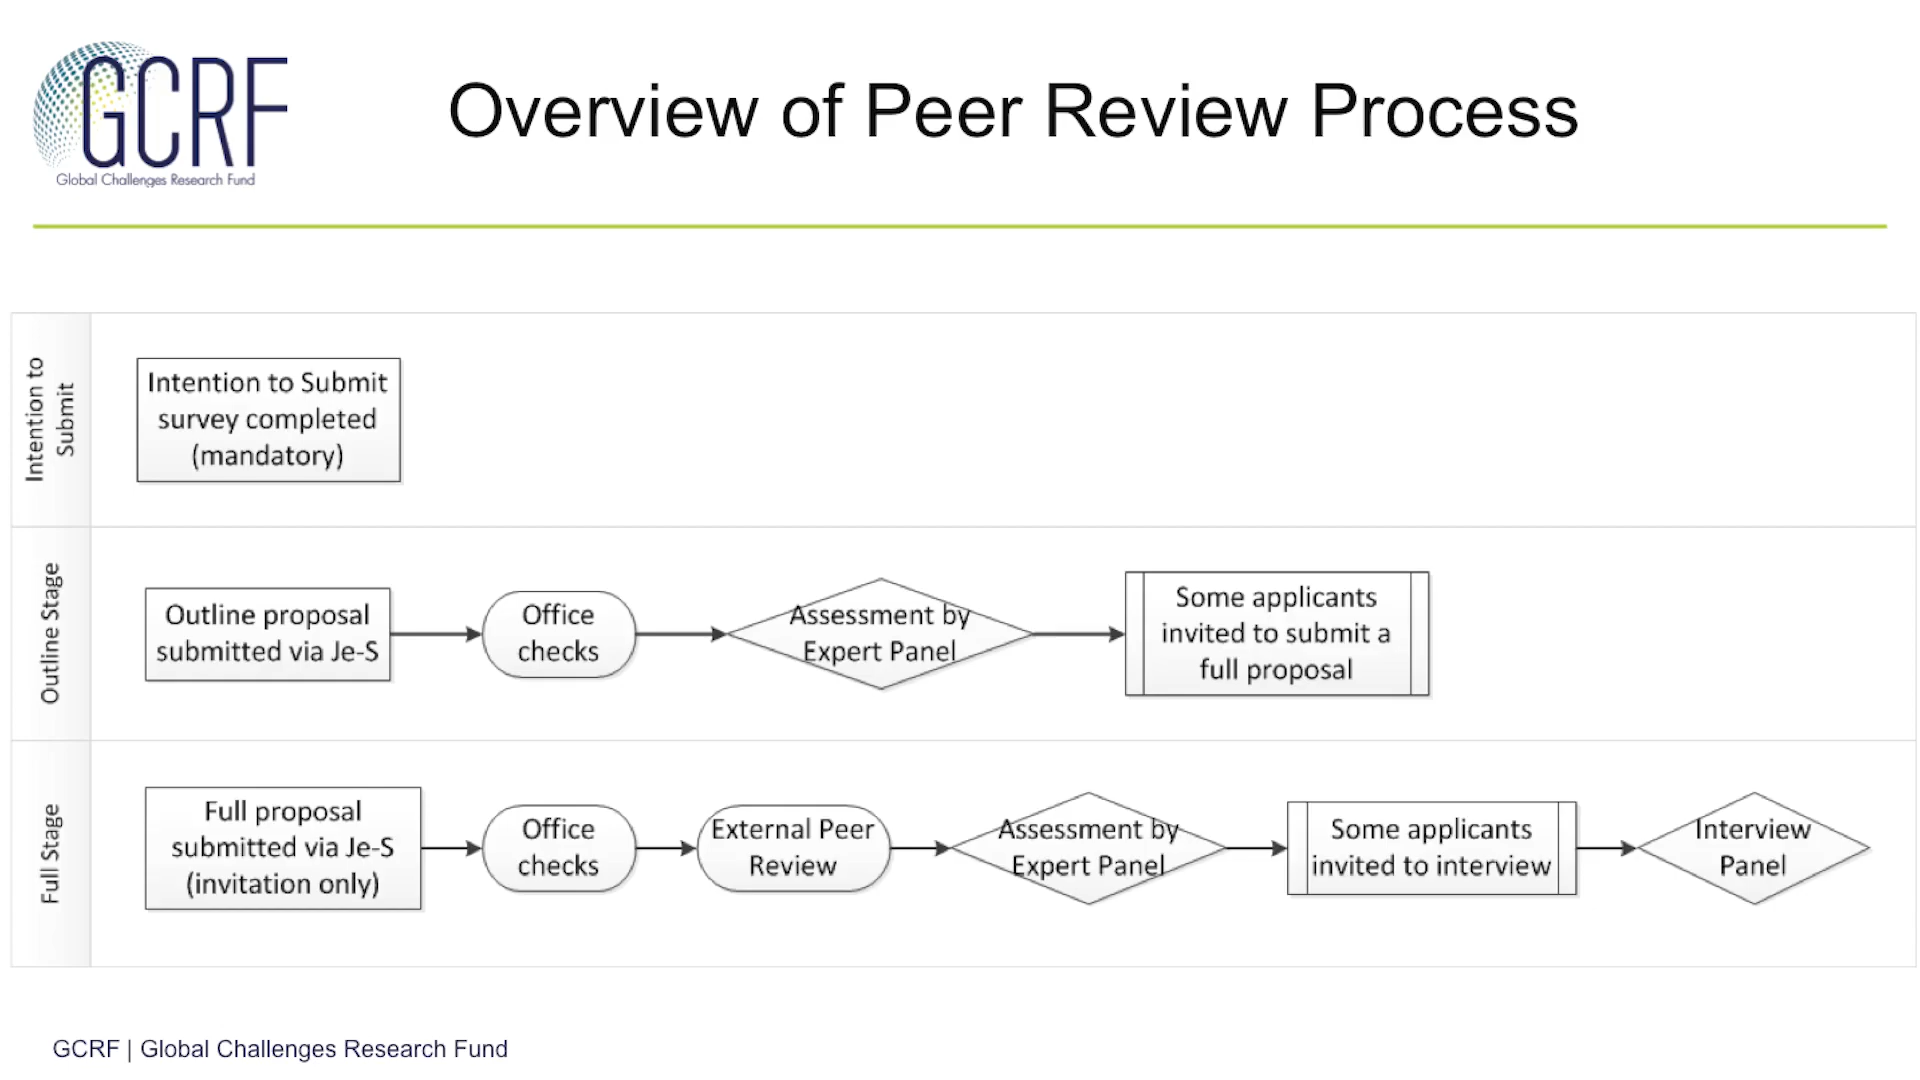 GCRF
Global Challenges Research Fund
Overview of Peer Review Process
Intention to
Submit
Intention to Submit
survey completed
(mandatory)
Outline Stage
Outline proposal
submitted via Je-S
Office
checks
Assessment by
Expert Panel
Some applicants
invited to submit a
full proposal
Full Stage
Full proposal
submitted via Je-S
(invitation only)
Office
checks
External Peer
Review
Assessment by
Expert Panel
Some applicants
invited to interview
Interview
Panel
GCRF | Global Challenges Research Fund